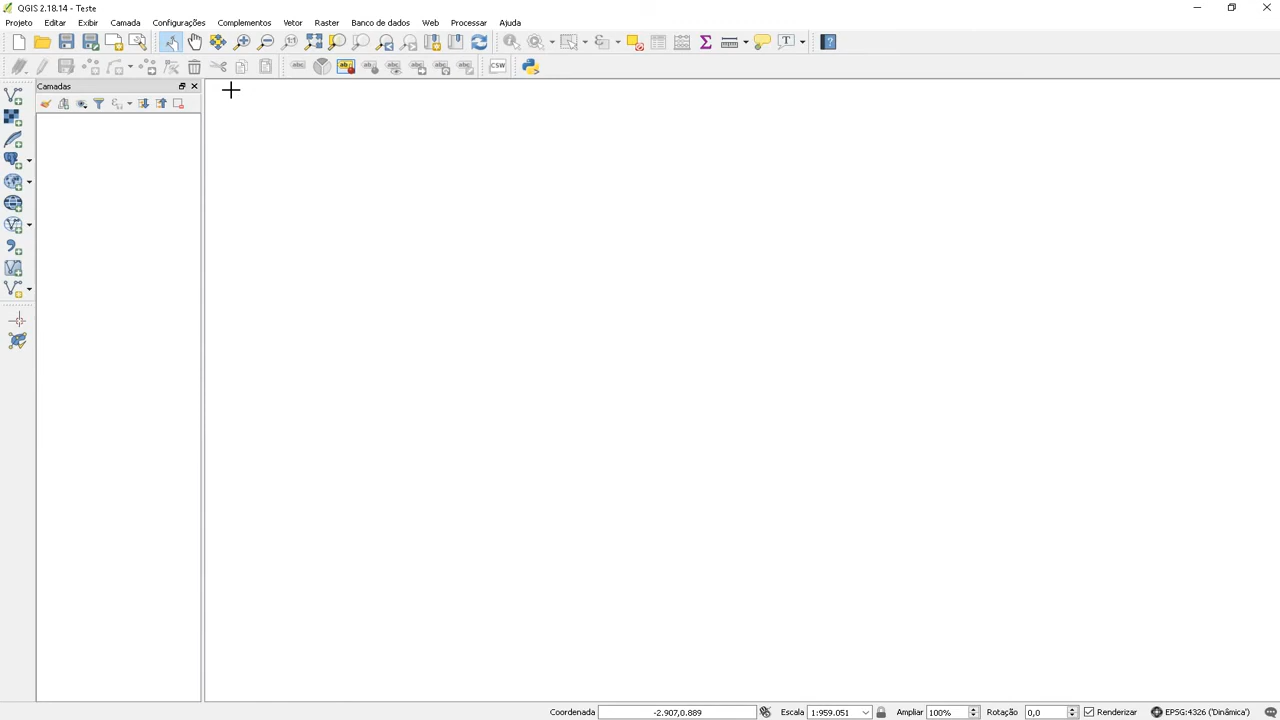 QGIS 2.18.14 - Teste
Projeto Editar Exibir Camada Configurações Complementos Vetor Raster Banco de dados Web Processar Ajuda
abc abc CSW
Camadas
Coordenada -2.907,0.889 Escala 1:959.051 Ampliar 100% Rotação 0,0 Renderizar EPSG:4326 ('Dinâmica')